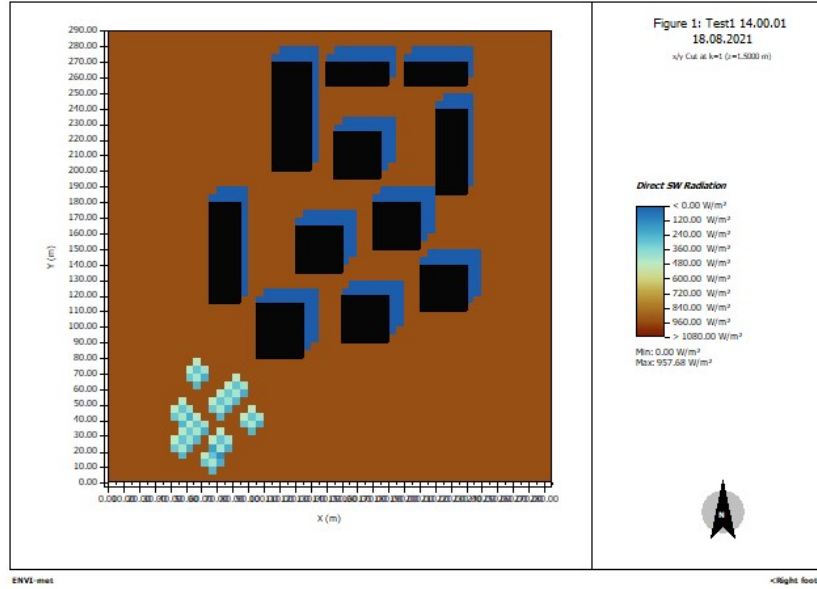 Figure 1: Test1 14.00.01
18.08.2021
x/y Cut at k=1 (z=1.5000 m)
290.00
280.00
270.00
260.00
250.00
240.00
230.00
220.00
210.00
200.00
190.00
180.00
170.00
160.00
150.00
140.00
130.00
120.00
110.00
100.00
90.00
80.00
70.00
60.00
50.00
40.00
30.00
20.00
10.00
0.00
Y (m)
X (m)
Direct SW Radiation
< 0.00 W/m²
120.00 W/m²
240.00 W/m²
360.00 W/m²
480.00 W/m²
600.00 W/m²
720.00 W/m²
840.00 W/m²
960.00 W/m²
> 1080.00 W/m²
Min: 0.00 W/m²
Max: 957.68 W/m²
N
ENVI-met
<Right foot